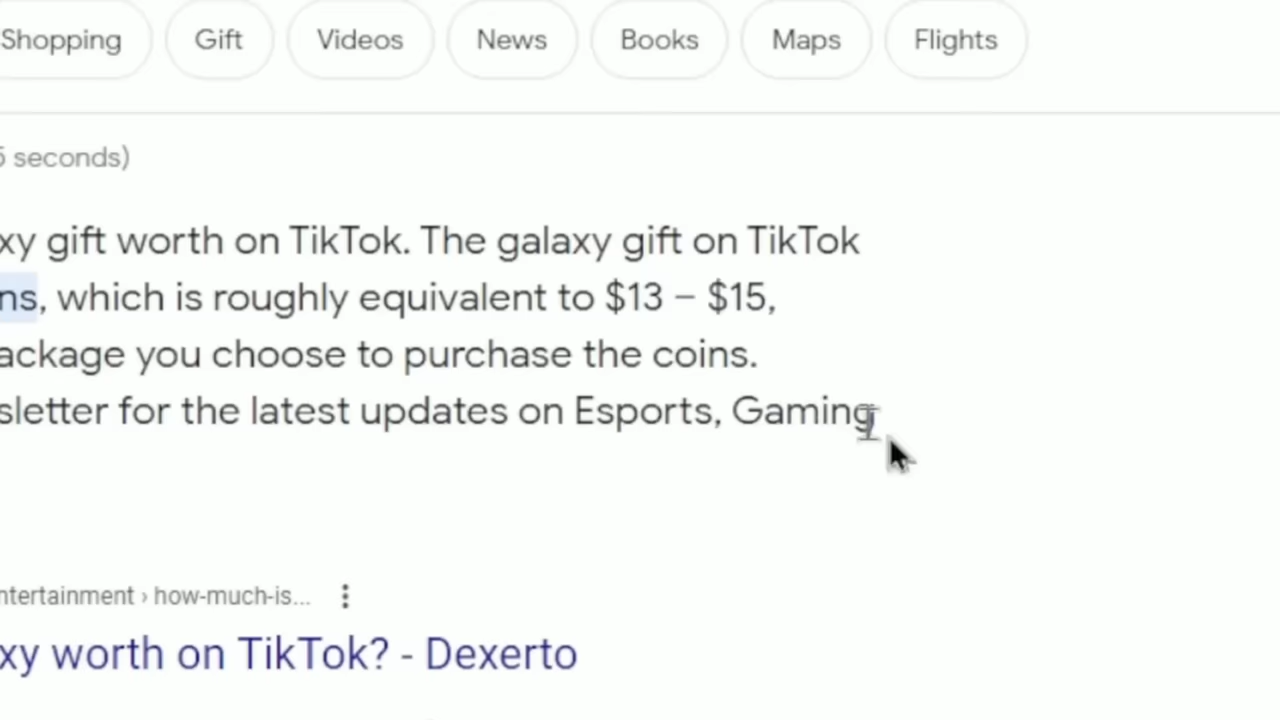 Shopping Gift Videos News Books Maps Flights
seconds)
xy gift worth on TikTok. The galaxy gift on TikTok
ns, which is roughly equivalent to $13 – $15,
ackage you choose to purchase the coins.
sletter for the latest updates on Esports, Gaming
ntertainment › how-much-is...
xy worth on TikTok? - Dexerto